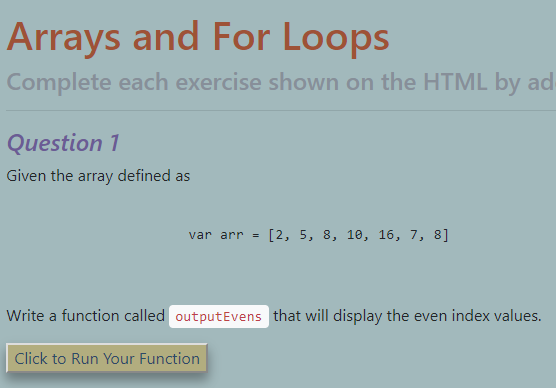 Arrays and For Loops
Complete each exercise shown on the HTML by
Question 1
Given the array defined as
var arr = [2, 5, 8, 10, 16, 7, 8]
Write a function called outputEvens that will display the even index values.
Click to Run Your Function